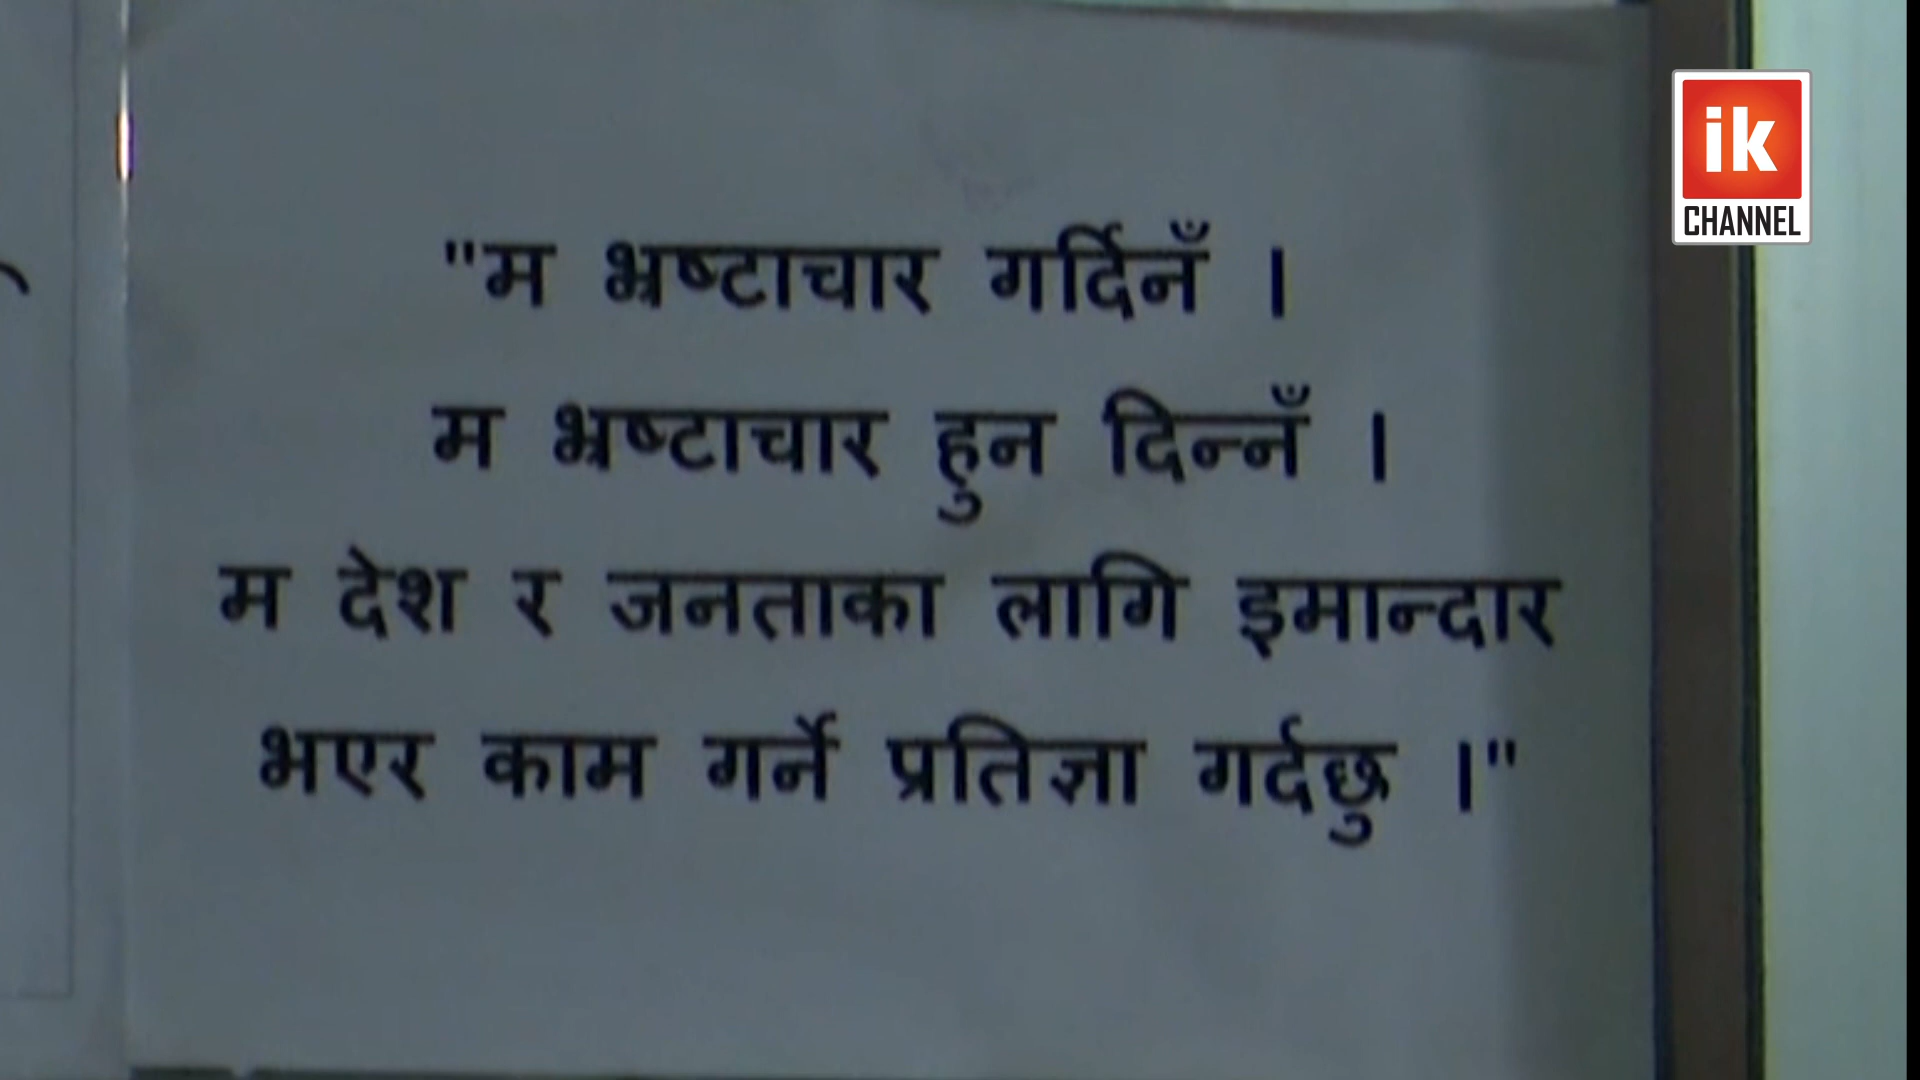 "म भ्रष्टाचार गर्दिनँ ।
म भ्रष्टाचार हुन दिन्नँ ।
म देश र जनताका लागि इमान्दार
भएर काम गर्ने प्रतिज्ञा गर्दछु ।"
ik
CHANNEL